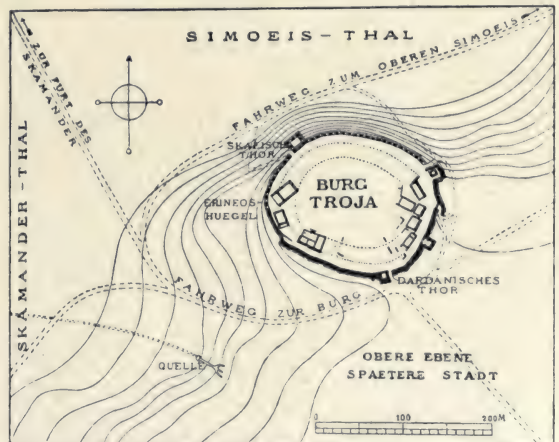 SIMOEIS-THAL
ZUR FURT DES
SKAMANDER
FAHRWEG ZUM OBEREN SIMOEIS
SKAMANDER-THAL
SKÄISCHES
THOR
BURG
TROJA
ERINEOS-
HUEGEL
DARDANISCHES
THOR
FAHRWEG ZUR BURG
QUELLE
OBERE EBENE
SPAETERE STADT
0 100 200M